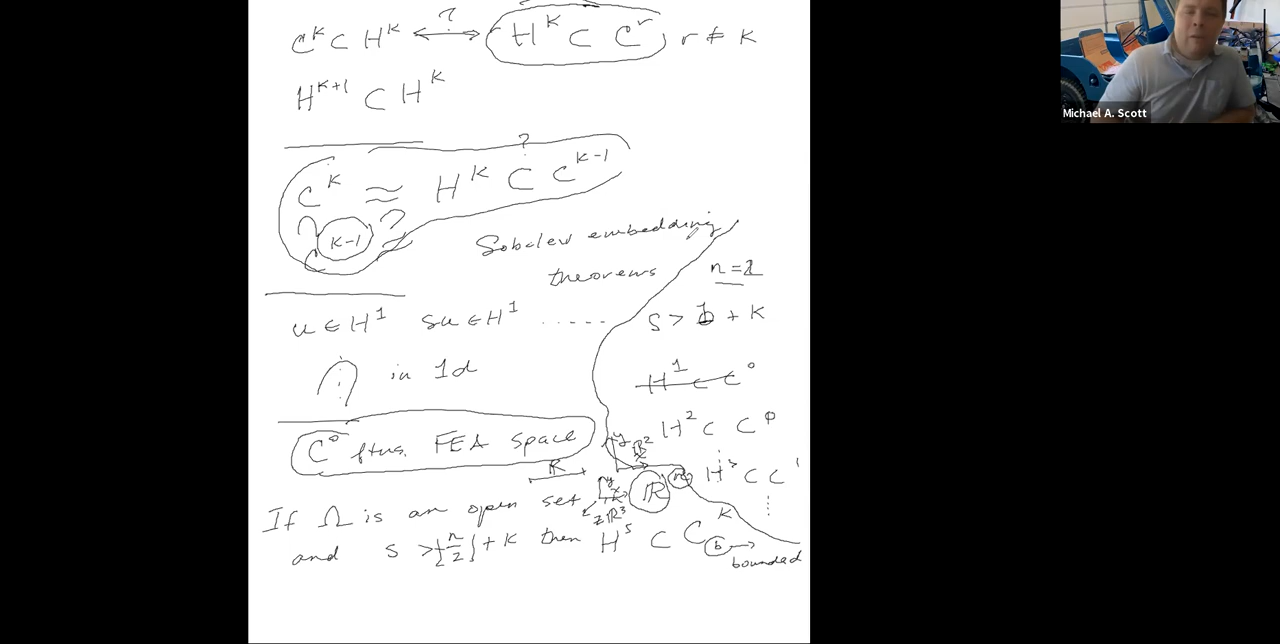 C^k ⊂ H^k ⟷ ? H^k ⊂ C^r, r ≠ k
H^{k+1} ⊂ H^k
C^k ≈ H^k ⊂ ? C^{k-1}
? k-1 ?
Sobolev embedding
theorems
u ∈ H^1 Su ∈ H^1 .....
in 1d
C^0 ftns. FEA space
n=2
s > 1 + k
H^1 ⊂ C^0
H^2 ⊂ C^0
H^3 ⊂ C^1
ℝ y ℝ^2 x
y x z ℝ^3 ℝ^n
If Ω is an open set
and s > [n/2] + k then H^s ⊂ C_b^k
bounded
Michael A. Scott